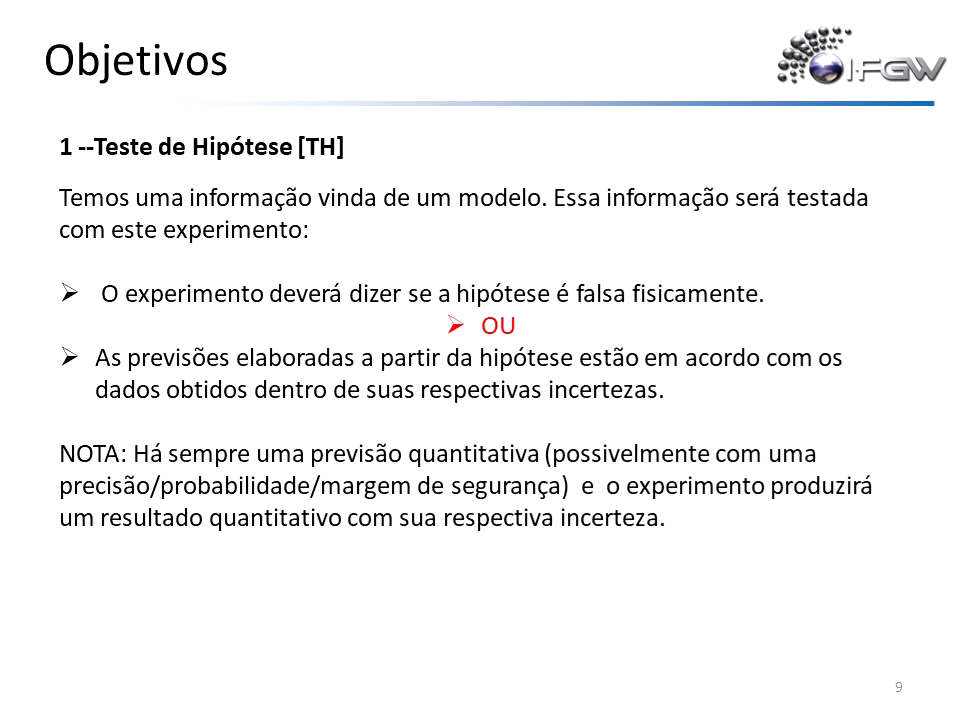 Objetivos
IFGW
1 --Teste de Hipótese [TH]
Temos uma informação vinda de um modelo. Essa informação será testada
com este experimento:
➢ O experimento deverá dizer se a hipótese é falsa fisicamente.
➢ OU
➢ As previsões elaboradas a partir da hipótese estão em acordo com os
dados obtidos dentro de suas respectivas incertezas.
NOTA: Há sempre uma previsão quantitativa (possivelmente com uma
precisão/probabilidade/margem de segurança) e o experimento produzirá
um resultado quantitativo com sua respectiva incerteza.
9